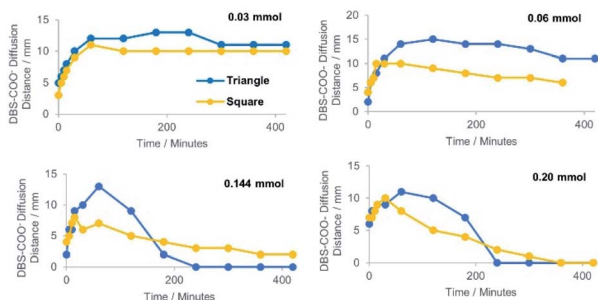 0.03 mmol
DBS-COO⁻ Diffusion
Distance / mm
15
10
5
0
0
200
400
Time / Minutes
Triangle
Square
0.06 mmol
DBS-COO- Diffusion
Distance / mm
20
15
10
5
0
0
200
400
Time / Minutes
0.144 mmol
DBS-COO⁻ Diffusion
Distance / mm
15
10
5
0
0
200
400
Time / Minutes
0.20 mmol
DBS-COO- Diffusion
Distance / mm
15
10
5
0
0
200
400
Time / Minutes